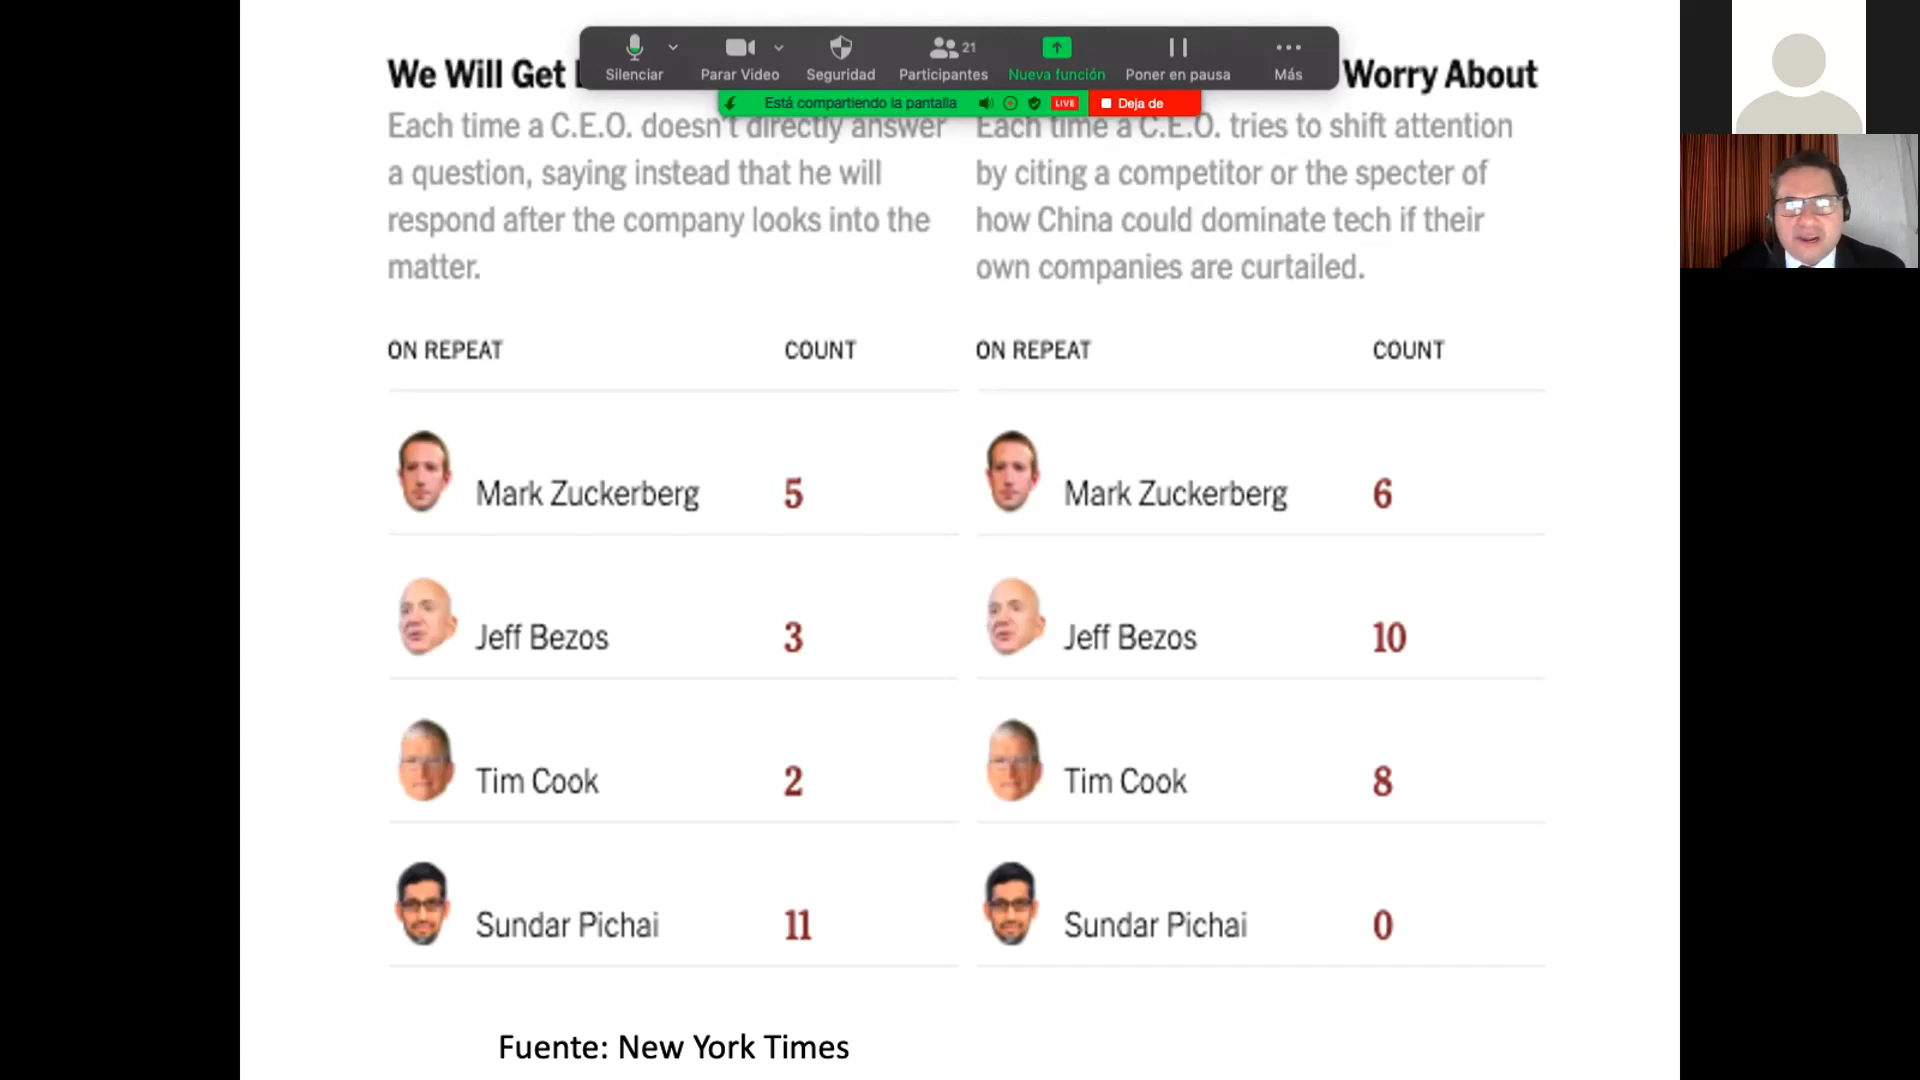 Silenciar
Parar Video
Seguridad
21
Participantes
Nueva función
Poner en pausa
Más
Está compartiendo la pantalla
LIVE
Deja de
We Will Get
Each time a C.E.O. doesn't directly answer
a question, saying instead that he will
respond after the company looks into the
matter.
ON REPEAT COUNT
Mark Zuckerberg 5
Jeff Bezos 3
Tim Cook 2
Sundar Pichai 11
Worry About
Each time a C.E.O. tries to shift attention
by citing a competitor or the specter of
how China could dominate tech if their
own companies are curtailed.
ON REPEAT COUNT
Mark Zuckerberg 6
Jeff Bezos 10
Tim Cook 8
Sundar Pichai 0
Fuente: New York Times